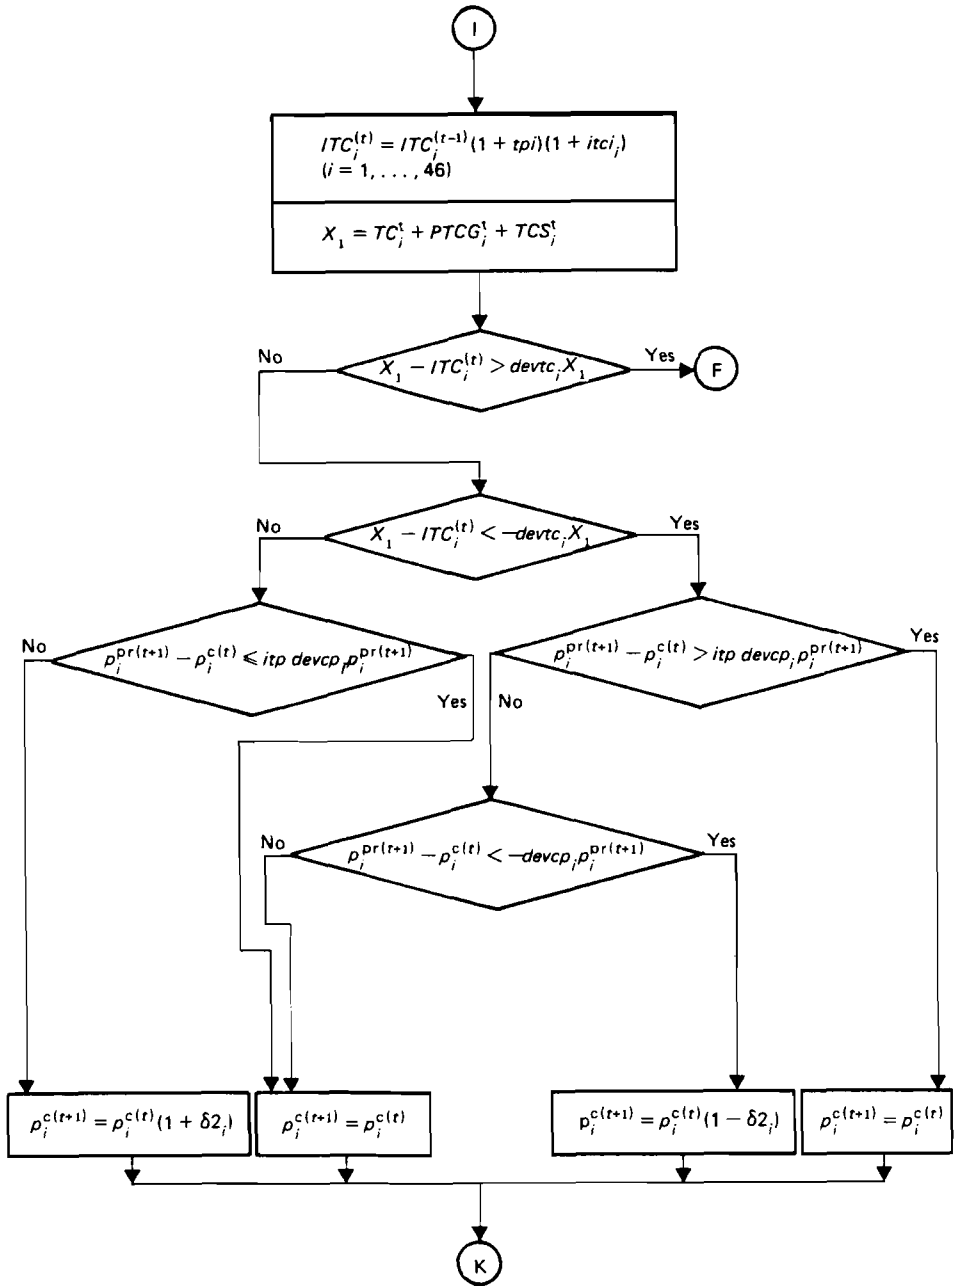 I
ITC_i^{(t)} = ITC_i^{(t-1)} (1 + tpi)(1 + itci_i)
(i = 1, . . . , 46)
X_1 = TC_i^t + PTCG_i^t + TCS_i^t
No
X_1 − ITC_i^{(t)} > devtc_i X_1
Yes
F
No
X_1 − ITC_i^{(t)} < −devtc_i X_1
Yes
No
p_i^{pr(t+1)} − p_i^{c(t)} ⩽ itp devcp_i p_i^{pr(t+1)}
Yes
p_i^{pr(t+1)} − p_i^{c(t)} > itp devcp_i p_i^{pr(t+1)}
Yes
No
No
p_i^{pr(t+1)} − p_i^{c(t)} < −devcp_i p_i^{pr(t+1)}
Yes
p_i^{c(t+1)} = p_i^{c(t)} (1 + δ2_i)
p_i^{c(t+1)} = p_i^{c(t)}
p_i^{c(t+1)} = p_i^{c(t)} (1 − δ2_i)
p_i^{c(t+1)} = p_i^{c(t)}
K